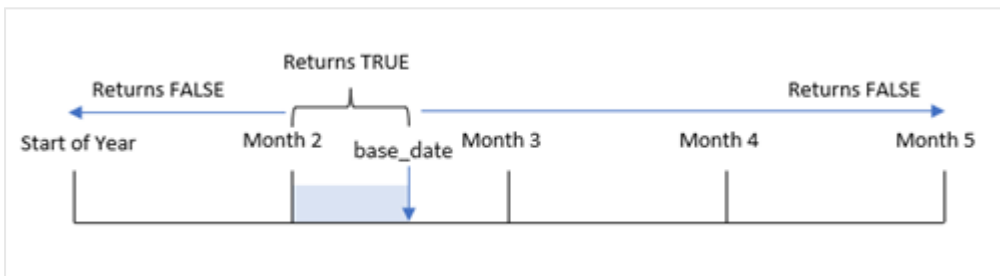 Returns TRUE
Returns FALSE Returns FALSE
Start of Year Month 2 base_date Month 3 Month 4 Month 5